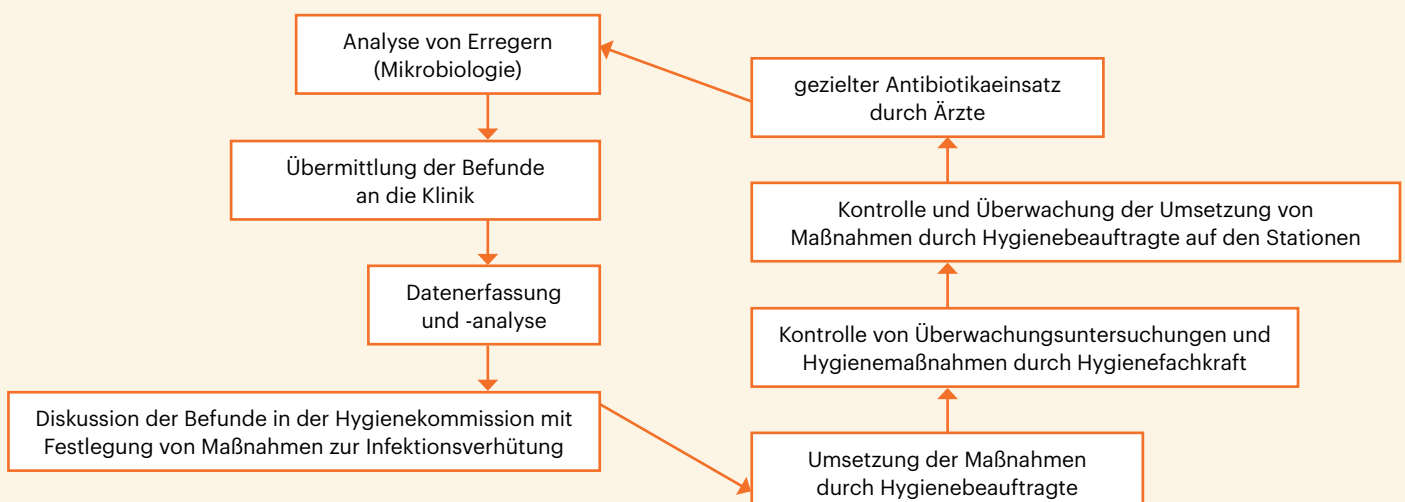 Analyse von Erregern
(Mikrobiologie)
Übermittlung der Befunde
an die Klinik
Datenerfassung
und -analyse
Diskussion der Befunde in der Hygienekommission mit
Festlegung von Maßnahmen zur Infektionsverhütung
Umsetzung der Maßnahmen
durch Hygienebeauftragte
Kontrolle von Überwachungsuntersuchungen und
Hygienemaßnahmen durch Hygienefachkraft
Kontrolle und Überwachung der Umsetzung von
Maßnahmen durch Hygienebeauftragte auf den Stationen
gezielter Antibiotikaeinsatz
durch Ärzte